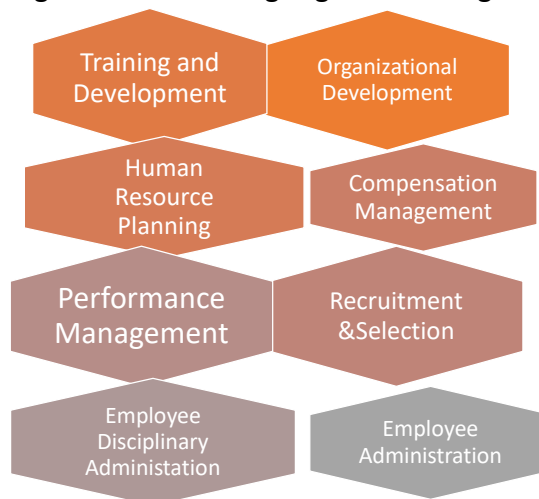 Training and
Development
Organizational
Development
Human
Resource
Planning
Compensation
Management
Performance
Management
Recruitment
&Selection
Employee
Disciplinary
Administation
Employee
Administration